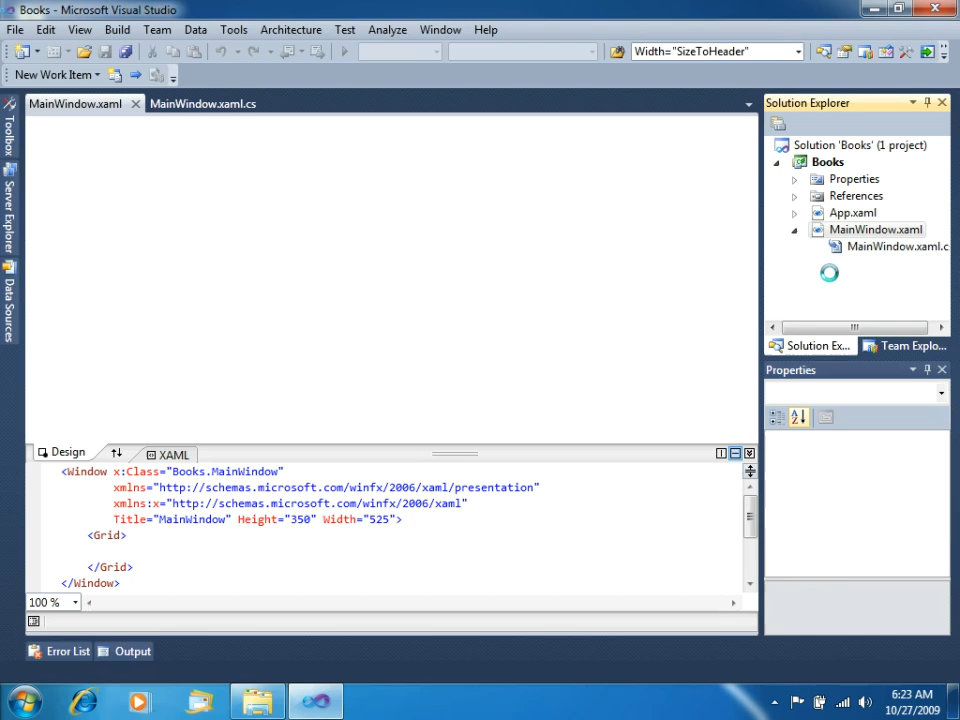 Books - Microsoft Visual Studio
File Edit View Build Team Data Tools Architecture Test Analyze Window Help
Width="SizeToHeader"
New Work Item
MainWindow.xaml MainWindow.xaml.cs
Toolbox
Server Explorer
Data Sources
Solution Explorer
Solution 'Books' (1 project)
Books
Properties
References
App.xaml
MainWindow.xaml
MainWindow.xaml.c
Solution Ex... Team Explo...
Properties
Design XAML
<Window x:Class="Books.MainWindow"
xmlns="http://schemas.microsoft.com/winfx/2006/xaml/presentation"
xmlns:x="http://schemas.microsoft.com/winfx/2006/xaml"
Title="MainWindow" Height="350" Width="525">
<Grid>
</Grid>
</Window>
100 %
Error List Output
6:23 AM
10/27/2009